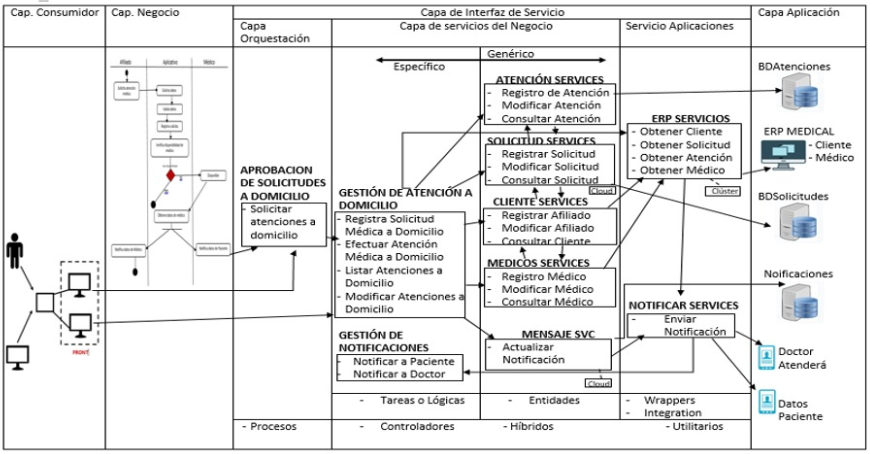 Cap. Consumidor
Cap. Negocio
Capa de Interfaz de Servicio
Capa Aplicación
Capa
Orquestación
Capa de servicios del Negocio
Servicio Aplicaciones
Genérico
Específico
ATENCIÓN SERVICES
- Registro de Atención
- Modificar Atención
- Consultar Atención
SOLICITUD SERVICES
- Registrar Solicitud
- Modificar Solicitud
- Consultar Solicitud
Cloud
CLIENTE SERVICES
- Registrar Afiliado
- Modificar Afiliado
- Consultar Cliente
MEDICOS SERVICES
- Registro Médico
- Modificar Médico
- Consultar Médico
MENSAJE SVC
- Actualizar
Notificación
Cloud
APROBACION
DE SOLICITUDES
A DOMICILIO
- Solicitar
atenciones a
domicilio
GESTIÓN DE ATENCIÓN A
DOMICILIO
- Registra Solicitud
Médica a Domicilio
- Efectuar Atención
Médica a Domicilio
- Listar Atenciones a
Domicilio
- Modificar Atenciones a
Domicilio
GESTIÓN DE
NOTIFICACIONES
- Notificar a Paciente
- Notificar a Doctor
ERP SERVICIOS
- Obtener Cliente
- Obtener Solicitud
- Obtener Atención
- Obtener Médico
Clúster
NOTIFICAR SERVICES
- Enviar
Notificación
BDAtenciones
ERP MEDICAL
- Cliente
- Médico
BDSolicitudes
Noificaciones
Doctor
Atenderá
Datos
Paciente
FRONT
- Tareas o Lógicas
- Entidades
- Wrappers
- Integration
- Procesos
- Controladores
- Híbridos
- Utilitarios